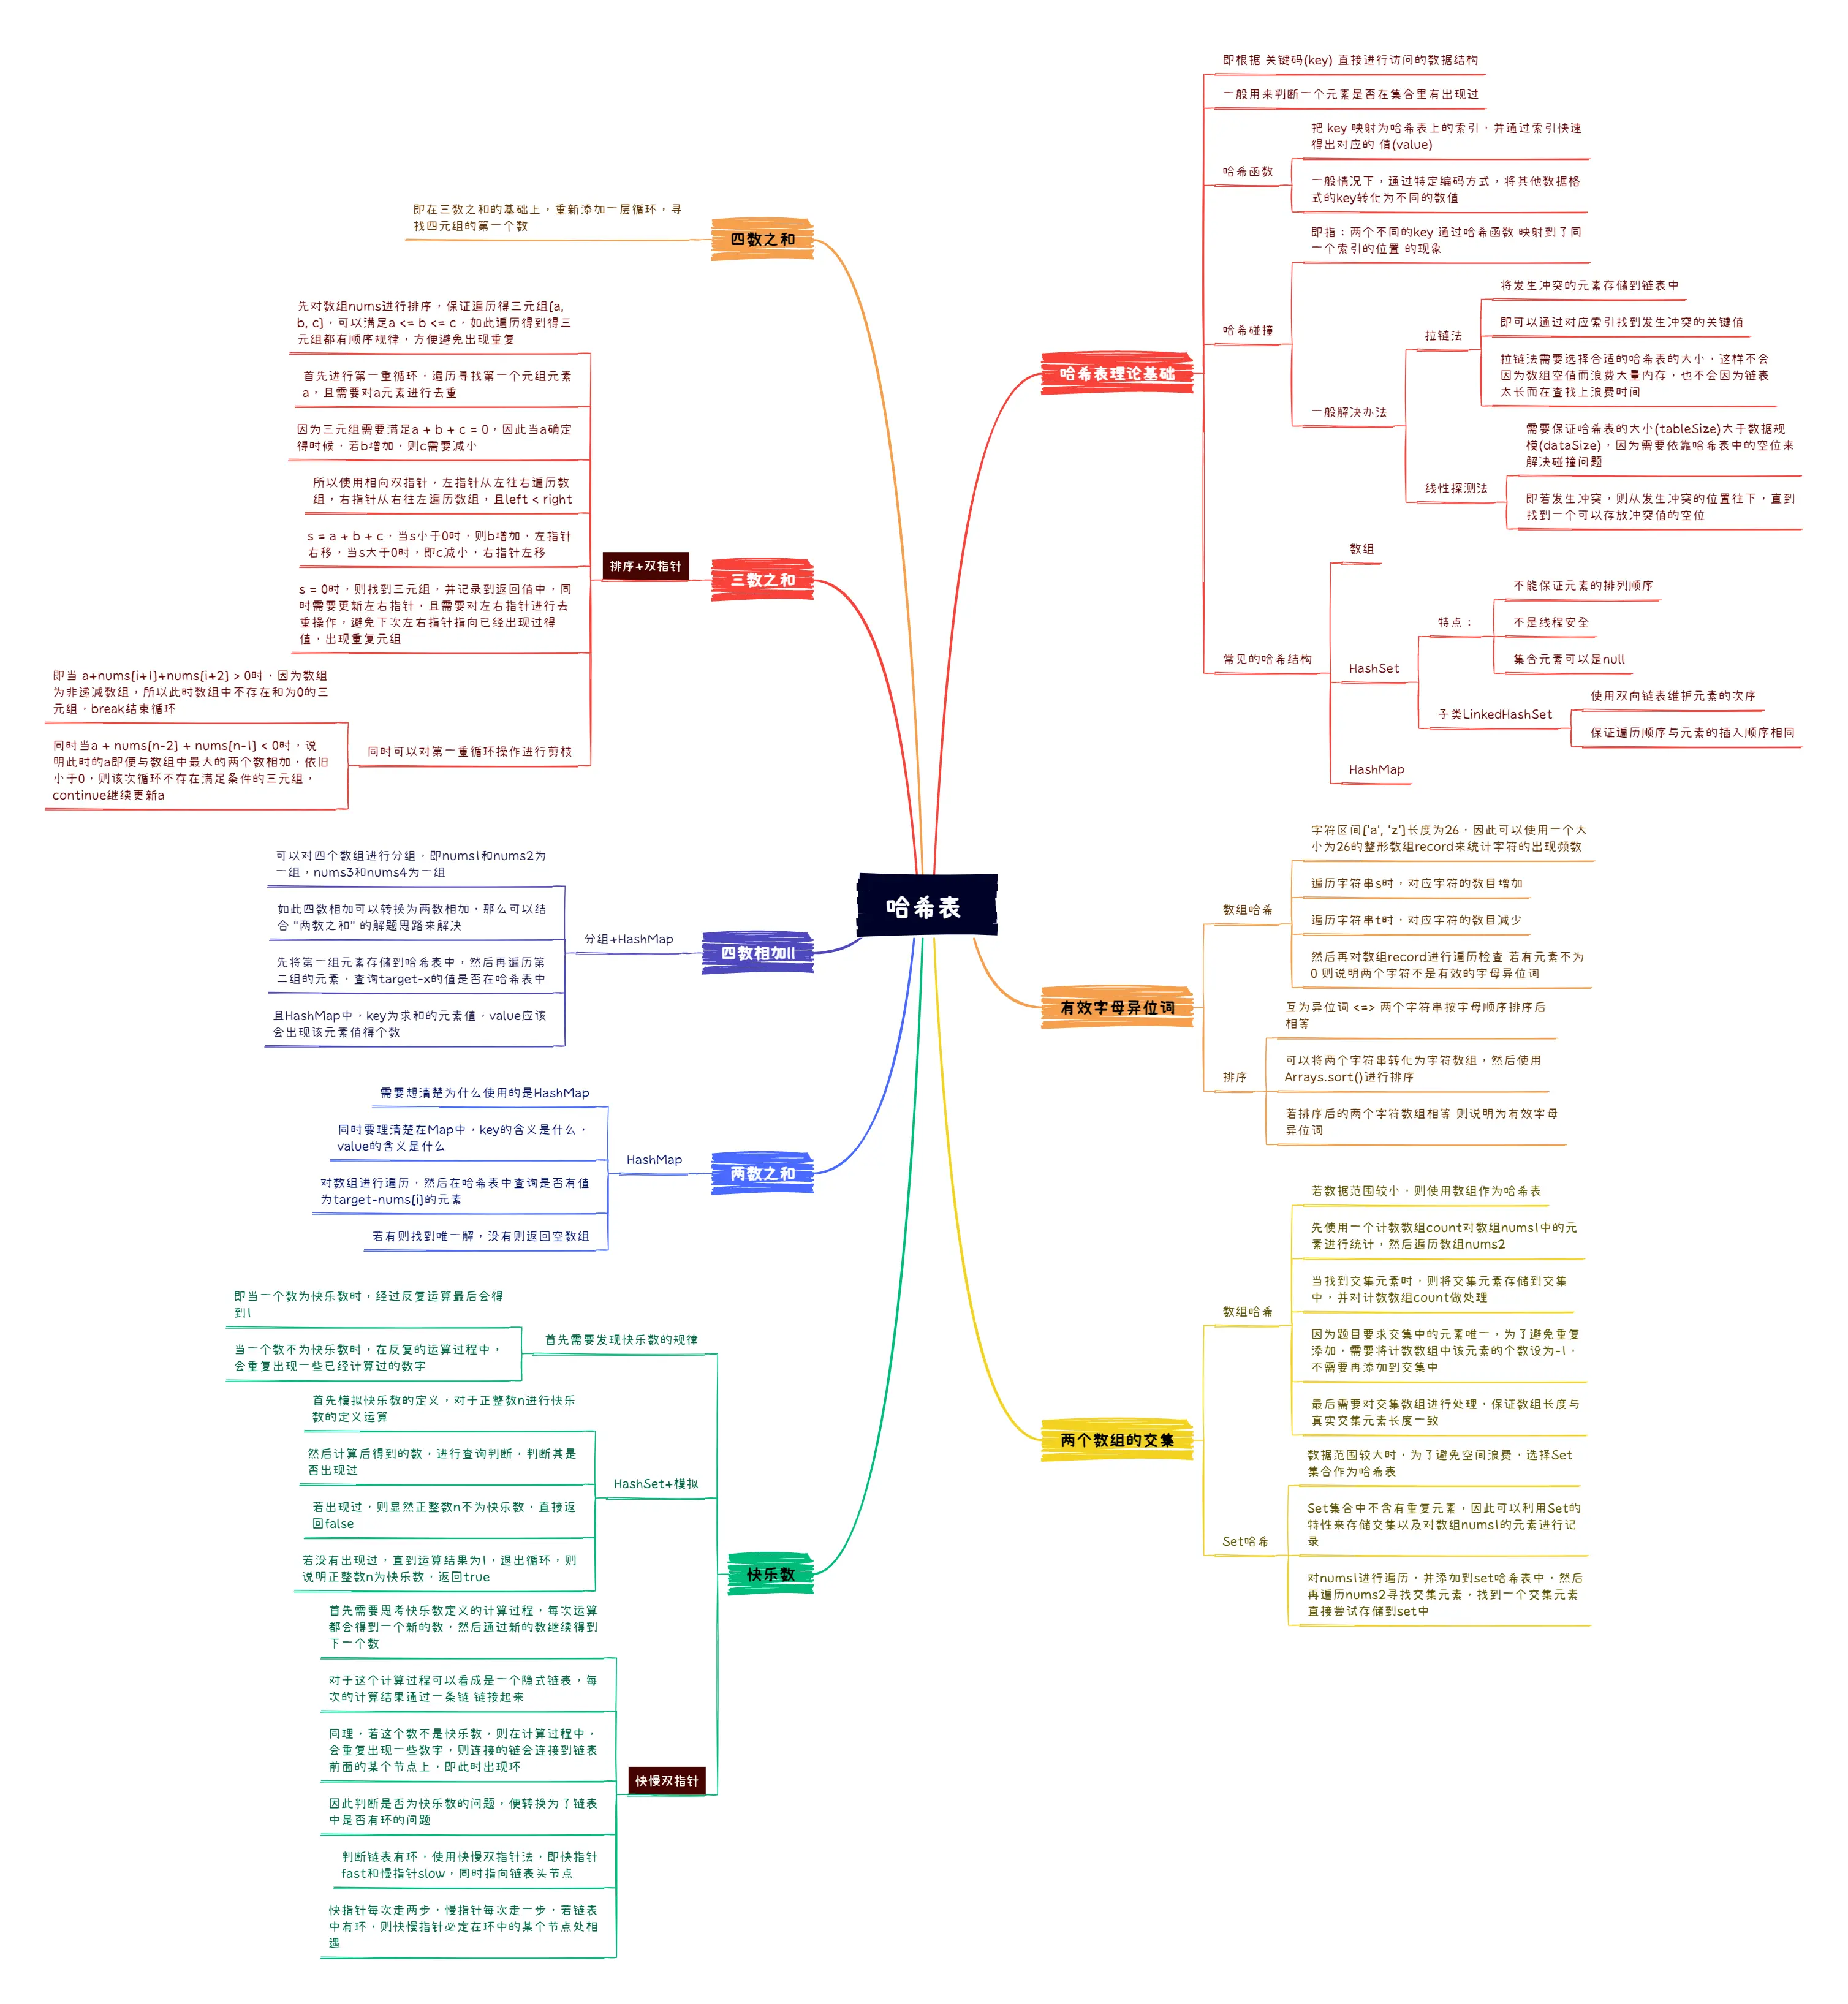 哈希表
哈希表理论基础
即根据 关键码(key) 直接进行访问的数据结构
一般用来判断一个元素是否在集合里有出现过
哈希函数
把 key 映射为哈希表上的索引，并通过索引快速
得出对应的 值(value)
一般情况下，通过特定编码方式，将其他数据格
式的key转化为不同的数值
哈希碰撞
即指：两个不同的key 通过哈希函数 映射到了同
一个索引的位置 的现象
一般解决办法
拉链法
将发生冲突的元素存储到链表中
即可以通过对应索引找到发生冲突的关键值
拉链法需要选择合适的哈希表的大小，这样不会
因为数组空值而浪费大量内存，也不会因为链表
太长而在查找上浪费时间
线性探测法
需要保证哈希表的大小(tableSize)大于数据规
模(dataSize)，因为需要依靠哈希表中的空位来
解决碰撞问题
即若发生冲突，则从发生冲突的位置往下，直到
找到一个可以存放冲突值的空位
常见的哈希结构
数组
HashSet
特点：
不能保证元素的排列顺序
不是线程安全
集合元素可以是null
子类LinkedHashSet
使用双向链表维护元素的次序
保证遍历顺序与元素的插入顺序相同
HashMap
有效字母异位词
数组哈希
字符区间['a', 'z']长度为26，因此可以使用一个大
小为26的整形数组record来统计字符的出现频数
遍历字符串s时，对应字符的数目增加
遍历字符串t时，对应字符的数目减少
然后再对数组record进行遍历检查 若有元素不为
0 则说明两个字符不是有效的字母异位词
排序
互为异位词 <=> 两个字符串按字母顺序排序后
相等
可以将两个字符串转化为字符数组，然后使用
Arrays.sort()进行排序
若排序后的两个字符数组相等 则说明为有效字母
异位词
两个数组的交集
数组哈希
若数据范围较小，则使用数组作为哈希表
先使用一个计数数组count对数组nums1中的元
素进行统计，然后遍历数组nums2
当找到交集元素时，则将交集元素存储到交集
中，并对计数数组count做处理
因为题目要求交集中的元素唯一，为了避免重复
添加，需要将计数数组中该元素的个数设为-1，
不需要再添加到交集中
最后需要对交集数组进行处理，保证数组长度与
真实交集元素长度一致
Set哈希
数据范围较大时，为了避免空间浪费，选择Set
集合作为哈希表
Set集合中不含有重复元素，因此可以利用Set的
特性来存储交集以及对数组nums1的元素进行记
录
对nums1进行遍历，并添加到set哈希表中，然后
再遍历nums2寻找交集元素，找到一个交集元素
直接尝试存储到set中
四数之和
即在三数之和的基础上，重新添加一层循环，寻
找四元组的第一个数
三数之和
排序+双指针
先对数组nums进行排序，保证遍历得三元组[a,
b, c]，可以满足a <= b <= c，如此遍历得到得三
元组都有顺序规律，方便避免出现重复
首先进行第一重循环，遍历寻找第一个元组元素
a，且需要对a元素进行去重
因为三元组需要满足a + b + c = 0，因此当a确定
得时候，若b增加，则c需要减小
所以使用相向双指针，左指针从左往右遍历数
组，右指针从右往左遍历数组，且left < right
s = a + b + c，当s小于0时，则b增加，左指针
右移，当s大于0时，即c减小，右指针左移
s = 0时，则找到三元组，并记录到返回值中，同
时需要更新左右指针，且需要对左右指针进行去
重操作，避免下次左右指针指向已经出现过得
值，出现重复元组
同时可以对第一重循环操作进行剪枝
即当 a+nums[i+1]+nums[i+2] > 0时，因为数组
为非递减数组，所以此时数组中不存在和为0的三
元组，break结束循环
同时当a + nums[n-2] + nums[n-1] < 0时，说
明此时的a即便与数组中最大的两个数相加，依旧
小于0，则该次循环不存在满足条件的三元组，
continue继续更新a
四数相加II
分组+HashMap
可以对四个数组进行分组，即nums1和nums2为
一组，nums3和nums4为一组
如此四数相加可以转换为两数相加，那么可以结
合 "两数之和" 的解题思路来解决
先将第一组元素存储到哈希表中，然后再遍历第
二组的元素，查询target-x的值是否在哈希表中
且HashMap中，key为求和的元素值，value应该
会出现该元素值得个数
两数之和
HashMap
需要想清楚为什么使用的是HashMap
同时要理清楚在Map中，key的含义是什么，
value的含义是什么
对数组进行遍历，然后在哈希表中查询是否有值
为target-nums[i]的元素
若有则找到唯一解，没有则返回空数组
快乐数
首先需要发现快乐数的规律
即当一个数为快乐数时，经过反复运算最后会得
到1
当一个数不为快乐数时，在反复的运算过程中，
会重复出现一些已经计算过的数字
HashSet+模拟
首先模拟快乐数的定义，对于正整数n进行快乐
数的定义运算
然后计算后得到的数，进行查询判断，判断其是
否出现过
若出现过，则显然正整数n不为快乐数，直接返
回false
若没有出现过，直到运算结果为1，退出循环，则
说明正整数n为快乐数，返回true
快慢双指针
首先需要思考快乐数定义的计算过程，每次运算
都会得到一个新的数，然后通过新的数继续得到
下一个数
对于这个计算过程可以看成是一个隐式链表，每
次的计算结果通过一条链 链接起来
同理，若这个数不是快乐数，则在计算过程中，
会重复出现一些数字，则连接的链会连接到链表
前面的某个节点上，即此时出现环
因此判断是否为快乐数的问题，便转换为了链表
中是否有环的问题
判断链表有环，使用快慢双指针法，即快指针
fast和慢指针slow，同时指向链表头节点
快指针每次走两步，慢指针每次走一步，若链表
中有环，则快慢指针必定在环中的某个节点处相
遇